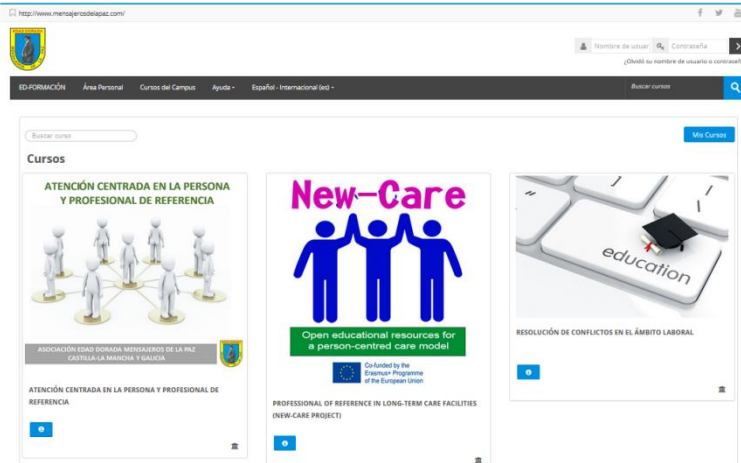 http://www.mensajerosdelapaz.com/
EDAD DORADA
Nombre de usuar
Contraseña
¿Olvidó su nombre de usuario o contraseñ
ED-FORMACIÓN
Área Personal
Cursos del Campus
Ayuda
Español - Internacional (es)
Buscar cursos
Buscar curso
Mis Cursos
Cursos
ATENCIÓN CENTRADA EN LA PERSONA
Y PROFESIONAL DE REFERENCIA
ASOCIACIÓN EDAD DORADA MENSAJEROS DE LA PAZ
CASTILLA-LA MANCHA Y GALICIA
ATENCIÓN CENTRADA EN LA PERSONA Y PROFESIONAL DE
REFERENCIA
New-Care
Open educational resources for
a person-centred care model
Co-funded by the
Erasmus+ Programme
of the European Union
PROFESSIONAL OF REFERENCE IN LONG-TERM CARE FACILITIES
(NEW-CARE PROJECT)
education
RESOLUCIÓN DE CONFLICTOS EN EL ÁMBITO LABORAL